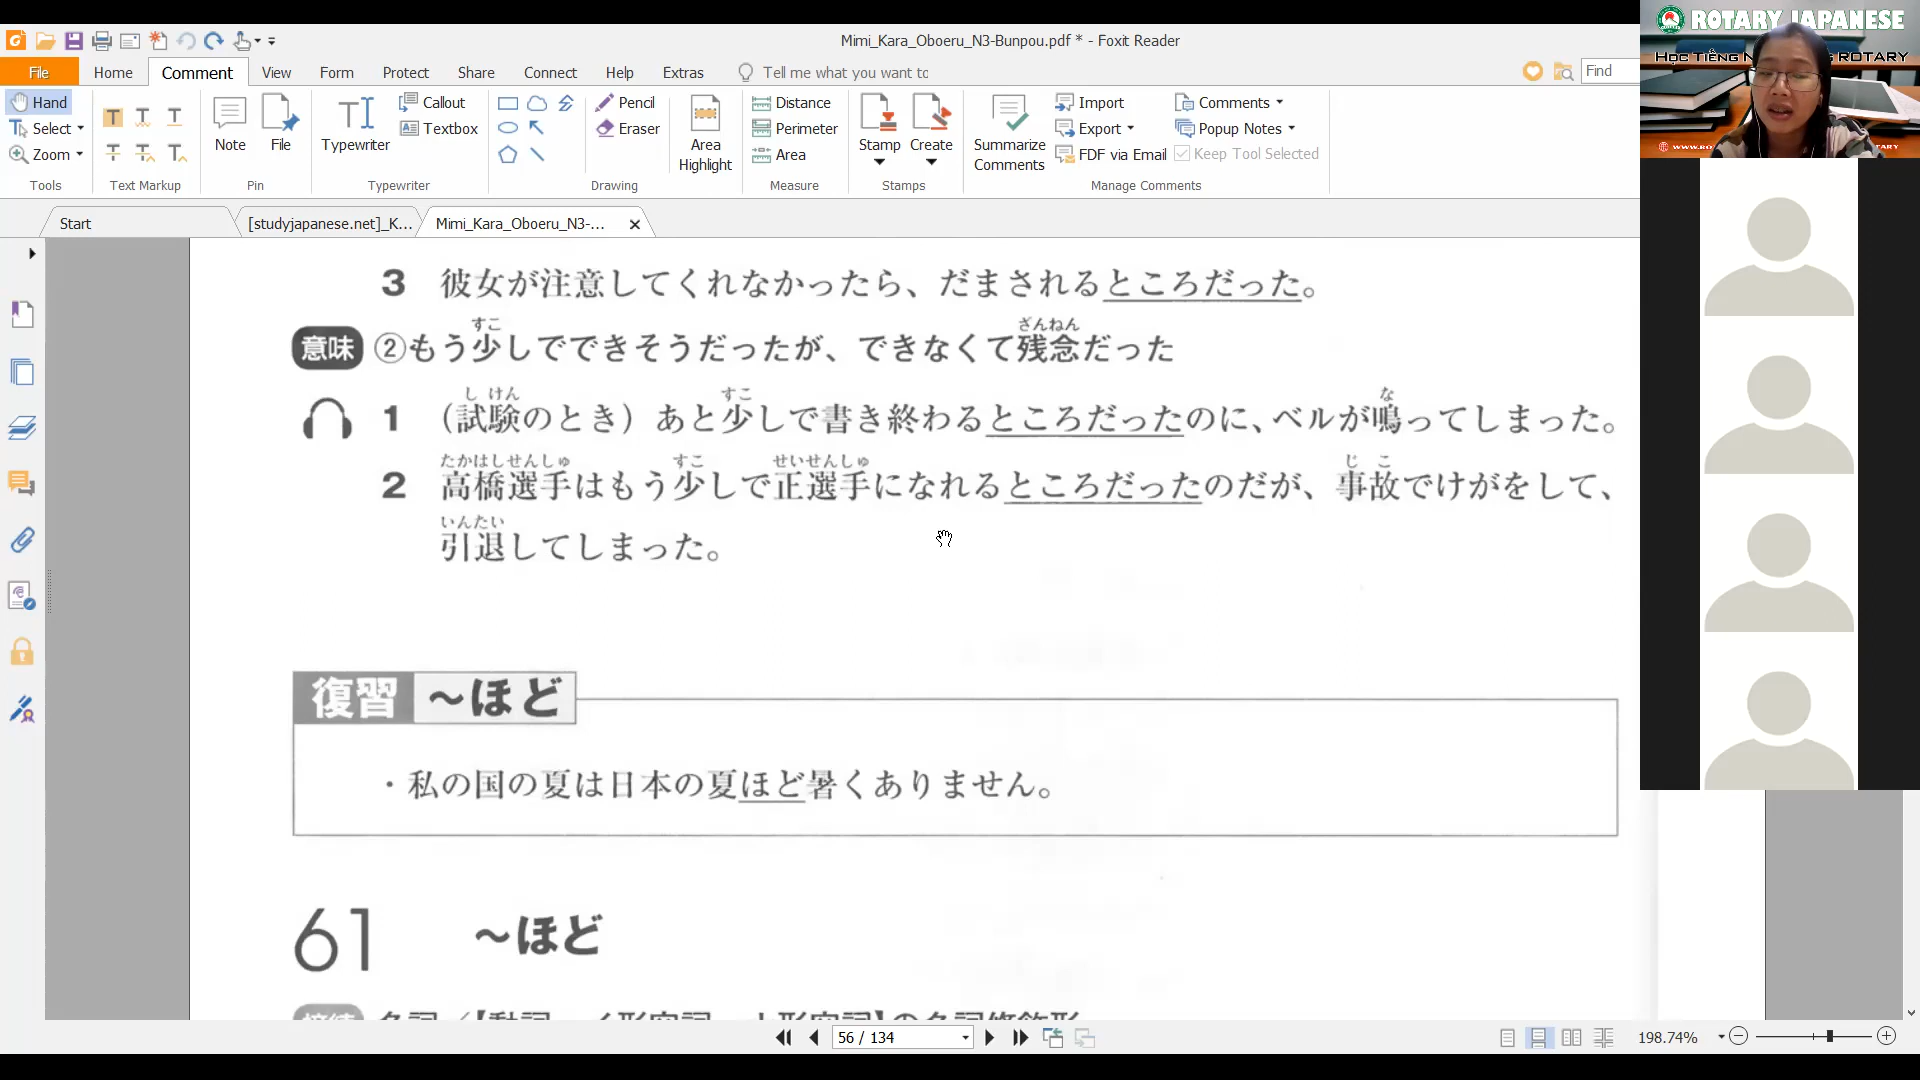 Mimi_Kara_Oboeru_N3-Bunpou.pdf * - Foxit Reader
ROTARY JAPANESE
File Home Comment View Form Protect Share Connect Help Extras Tell me what you want to Find
Hand
Select
Zoom
Tools
Text Markup
Note
File
Pin
Typewriter
Callout
Textbox
Typewriter
Pencil
Eraser
Area Highlight
Drawing
Distance
Perimeter
Area
Measure
Stamp
Create
Stamps
Summarize Comments
Import
Export
FDF via Email
Comments
Popup Notes
Keep Tool Selected
Manage Comments
Start [studyjapanese.net]_K... Mimi_Kara_Oboeru_N3-...
3 彼女が注意してくれなかったら、だまされるところだった。
すこ ざんねん
意味 ②もう少しでできそうだったが、できなくて残念だった
し けん すこ な
1 （試験のとき）あと少しで書き終わるところだったのに、ベルが鳴ってしまった。
たかはしせんしゅ すこ せいせんしゅ じ こ
2 高橋選手はもう少しで正選手になれるところだったのだが、事故でけがをして、
いんたい
引退してしまった。
復習 〜ほど
・私の国の夏は日本の夏ほど暑くありません。
61 〜ほど
56 / 134
198.74%